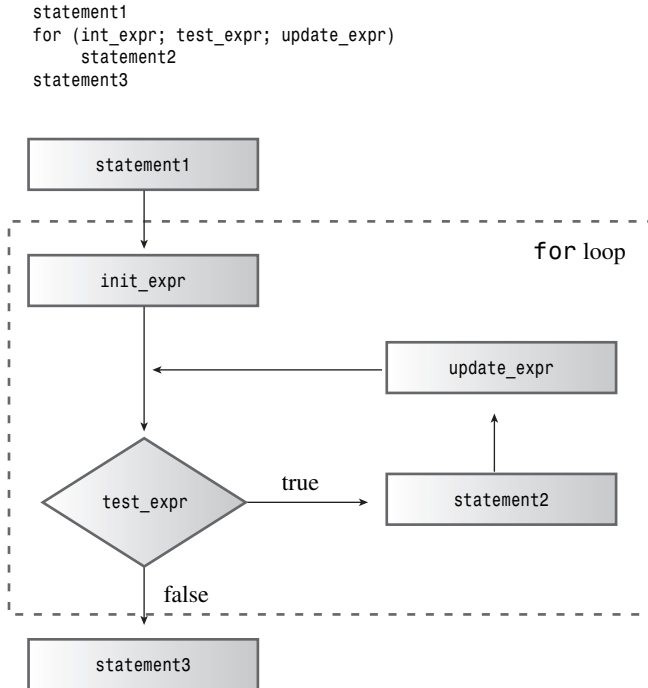 statement1
for (int_expr; test_expr; update_expr)
statement2
statement3
statement1
for loop
init_expr
update_expr
test_expr
true
statement2
false
statement3